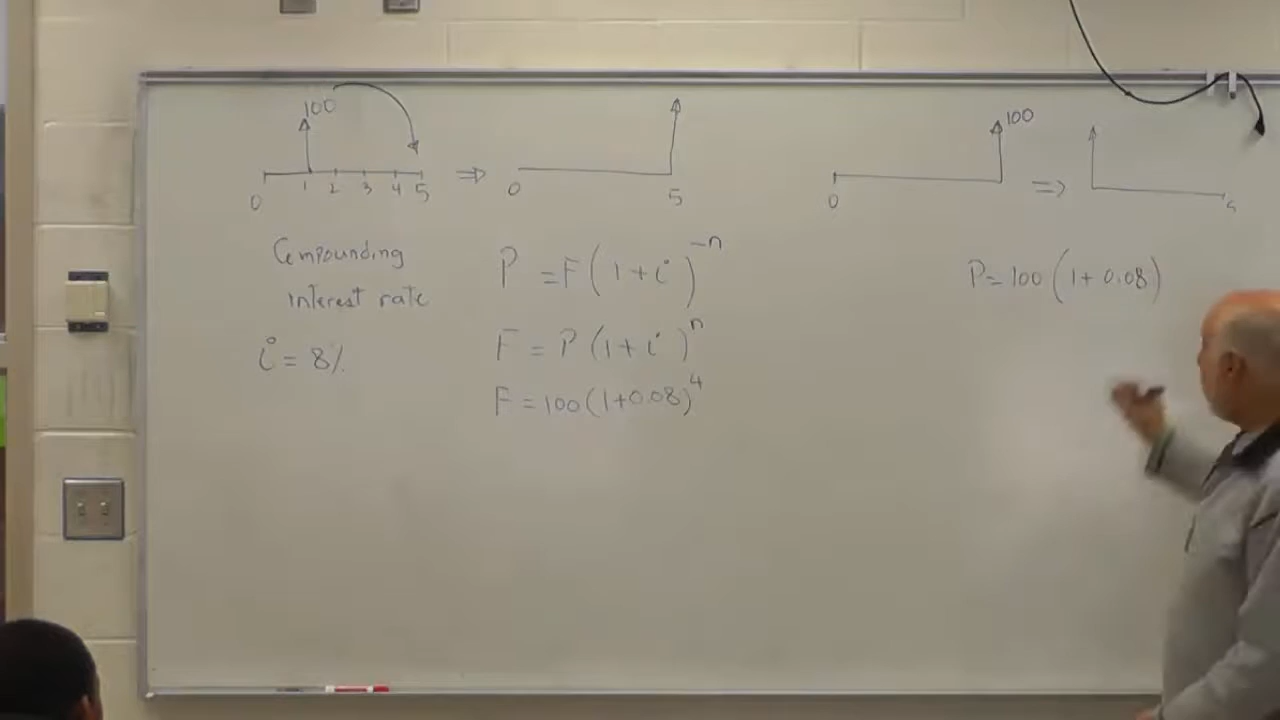 100
0 1 2 3 4 5 ⇒ 0 5
Compounding
interest rate
i = 8%
P = F(1+i)^-n
F = P(1+i)^n
F = 100(1+0.08)^4
100
0 ⇒ 5
P = 100(1+0.08)